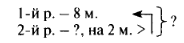 1-й р. – 8 м.
2-й р. – ?, на 2 м. > ?